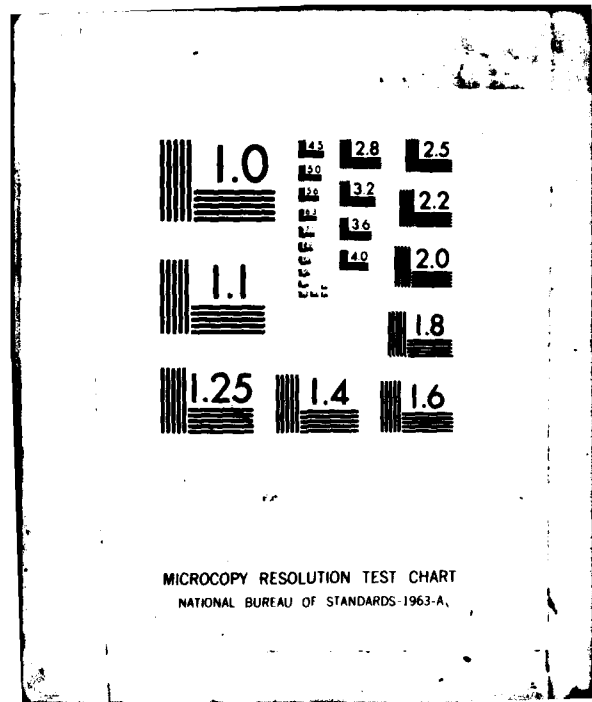 1.0
4.5 2.8 2.5
5.0
5.6 3.2 2.2
6.3
3.6
4.0 2.0
1.1
1.8
1.25 1.4 1.6
MICROCOPY RESOLUTION TEST CHART
NATIONAL BUREAU OF STANDARDS-1963-A